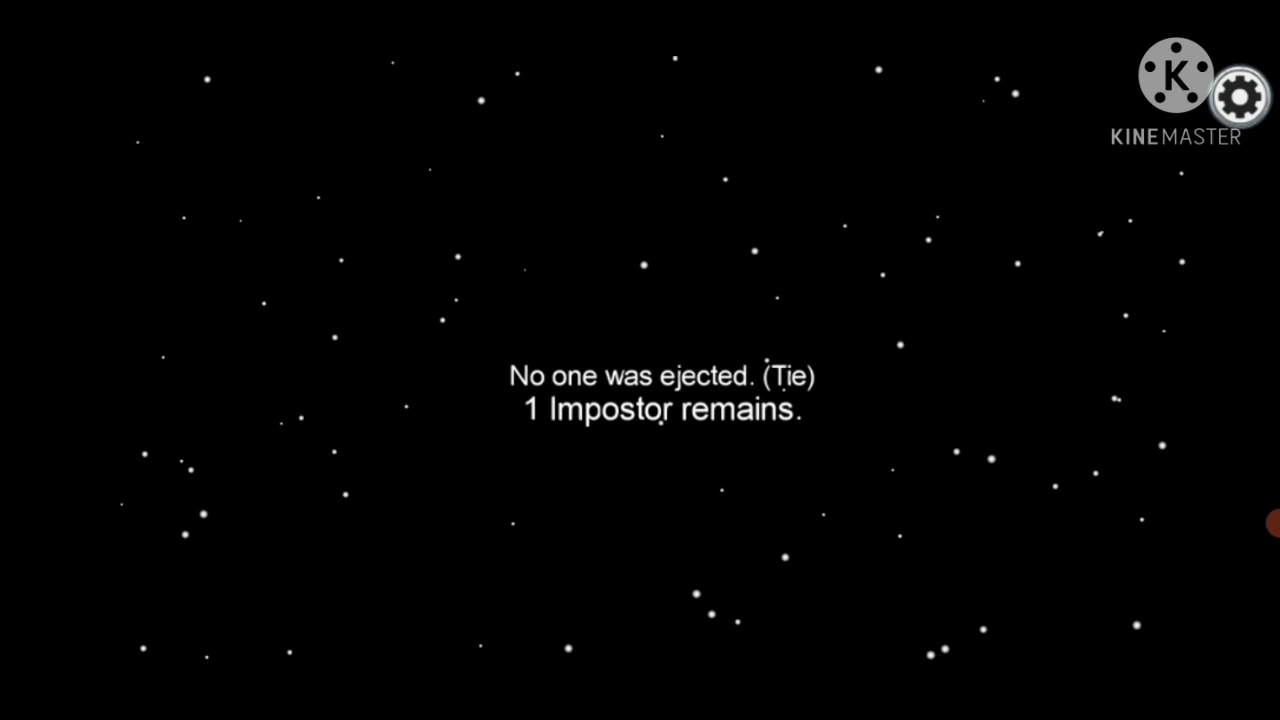 K
KINEMASTER
No one was ejected. (Tie)
1 Impostor remains.